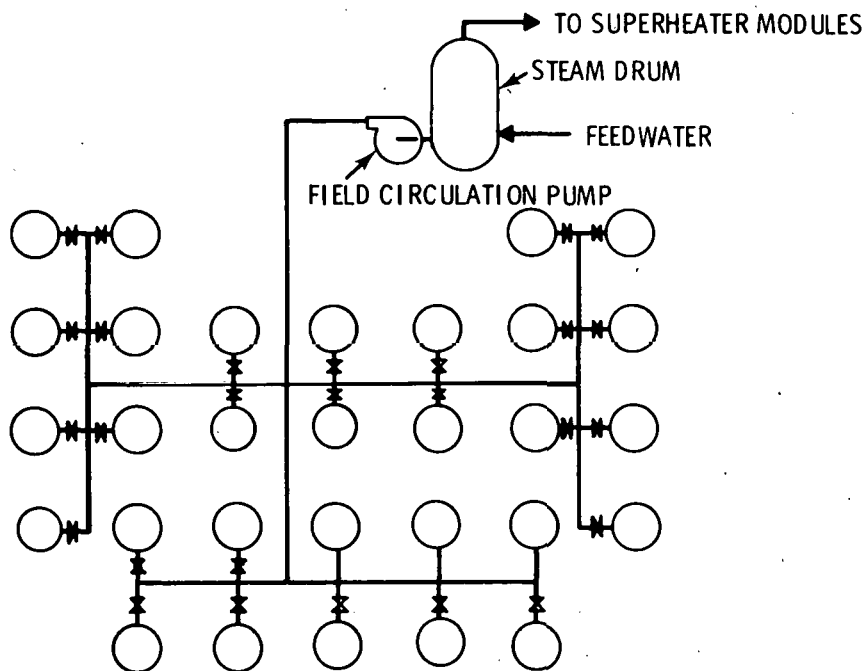 TO SUPERHEATER MODULES
STEAM DRUM
FEEDWATER
FIELD CIRCULATION PUMP